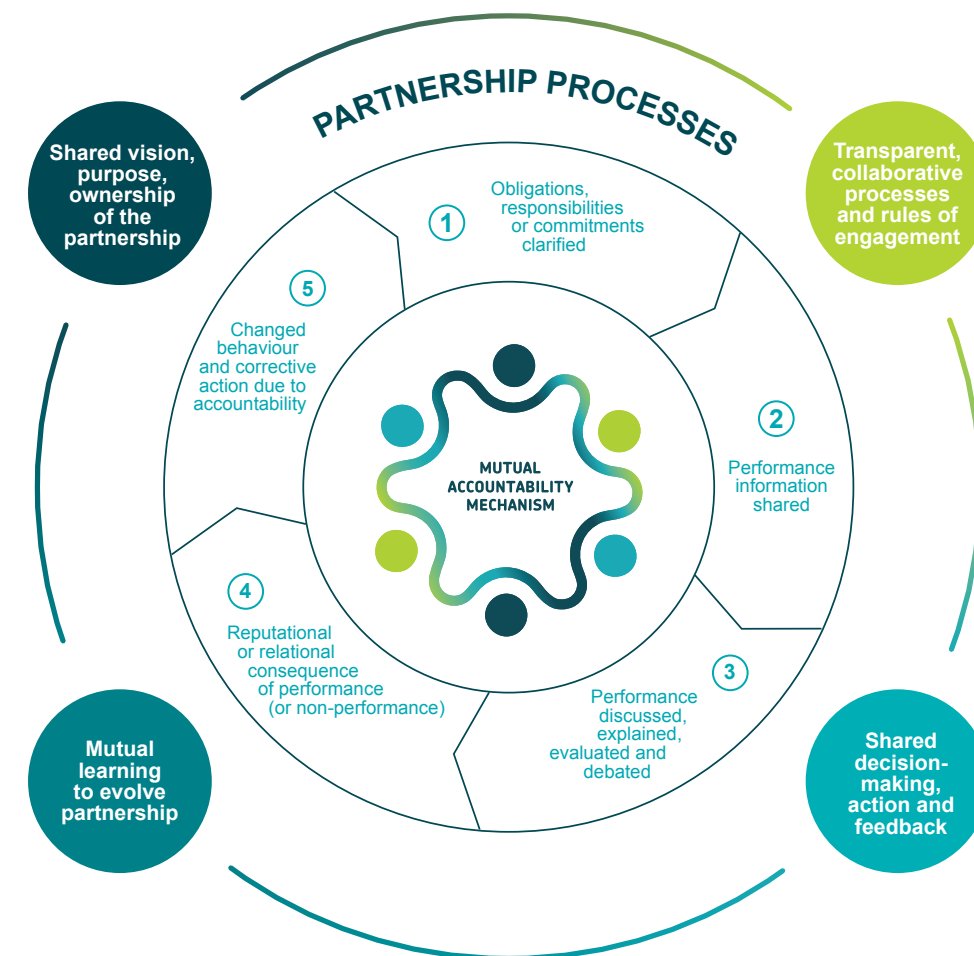 PARTNERSHIP PROCESSES
Shared vision,
purpose,
ownership
of the
partnership
Transparent,
collaborative
processes
and rules of
engagement
1
Obligations,
responsibilities
or commitments
clarified
5
Changed
behaviour
and corrective
action due to
accountability
2
Performance
information
shared
MUTUAL
ACCOUNTABILITY
MECHANISM
4
Reputational
or relational
consequence
of performance
(or non-performance)
3
Performance
discussed,
explained,
evaluated and
debated
Mutual
learning
to evolve
partnership
Shared
decision-
making,
action and
feedback